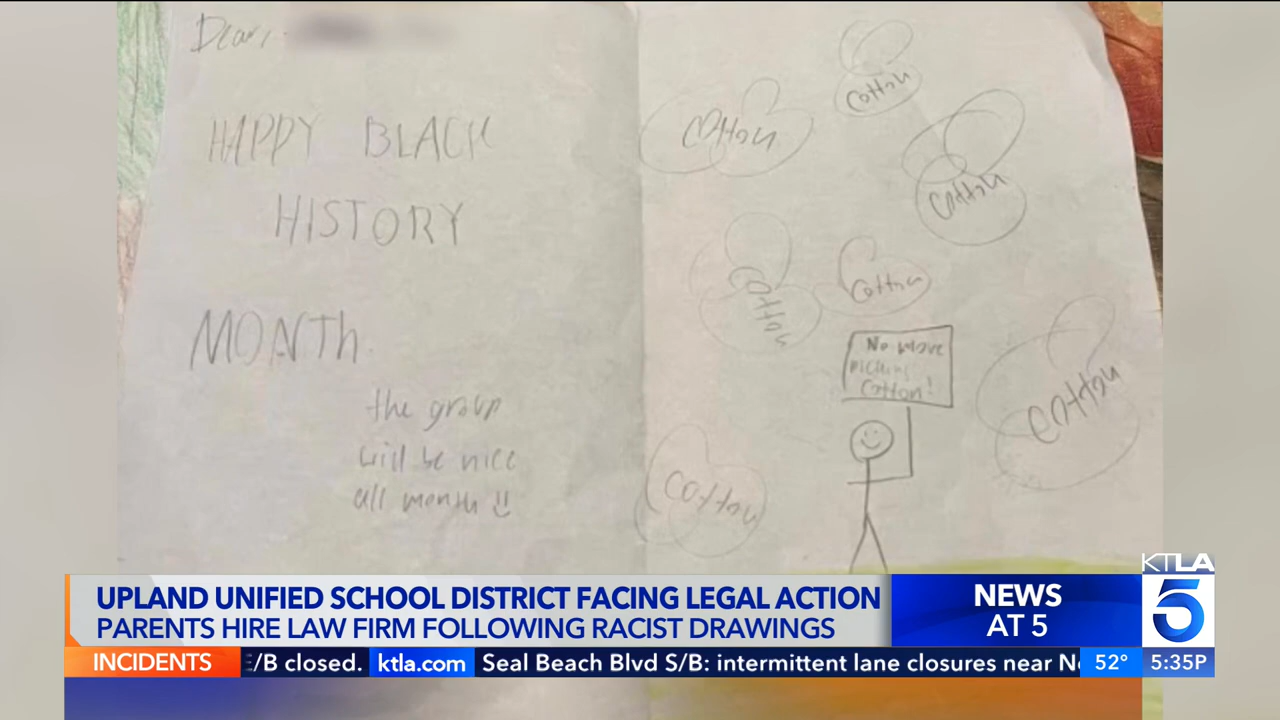 Dear,
HAPPY BLACK
HISTORY
MONTh
the group
will be nice
all month
cotton
cotton
cotton
cotton
cotton
No more
picking
cotton!
cotton
cotton
UPLAND UNIFIED SCHOOL DISTRICT FACING LEGAL ACTION
PARENTS HIRE LAW FIRM FOLLOWING RACIST DRAWINGS
NEWS
AT 5
KTLA
5
INCIDENTS
E/B closed.
ktla.com
Seal Beach Blvd S/B: intermittent lane closures near
52°
5:35P